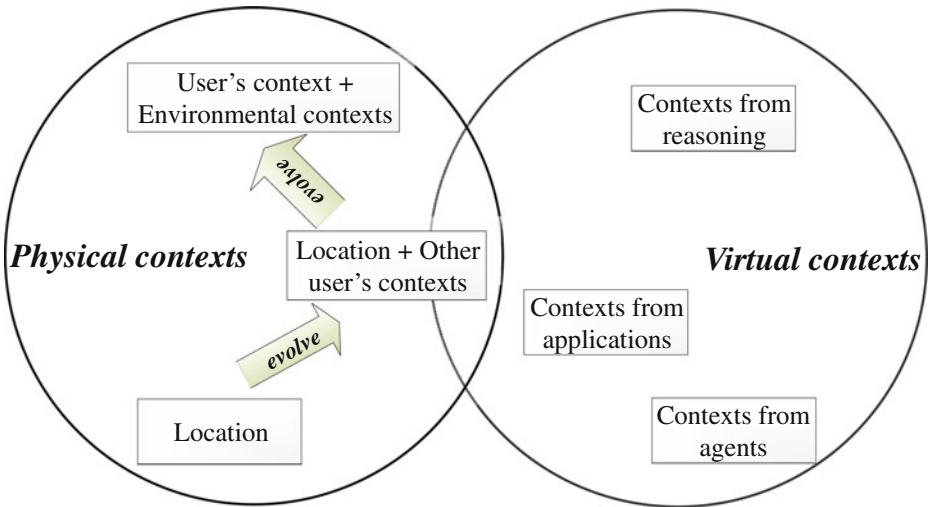 User's context +
Environmental contexts
evolve
Physical contexts
Location + Other
user's contexts
evolve
Location
Contexts from
reasoning
Virtual contexts
Contexts from
applications
Contexts from
agents